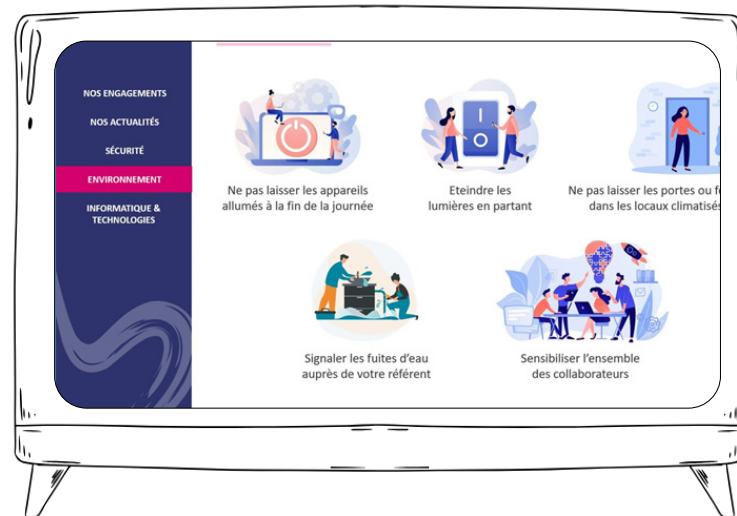 NOS ENGAGEMENTS
NOS ACTUALITÉS
SÉCURITÉ
ENVIRONNEMENT
INFORMATIQUE &
TECHNOLOGIES
Ne pas laisser les appareils
allumés à la fin de la journée
Eteindre les
lumières en partant
Ne pas laisser les portes ou
dans les locaux climatisés
Signaler les fuites d'eau
auprès de votre référent
Sensibiliser l'ensemble
des collaborateurs